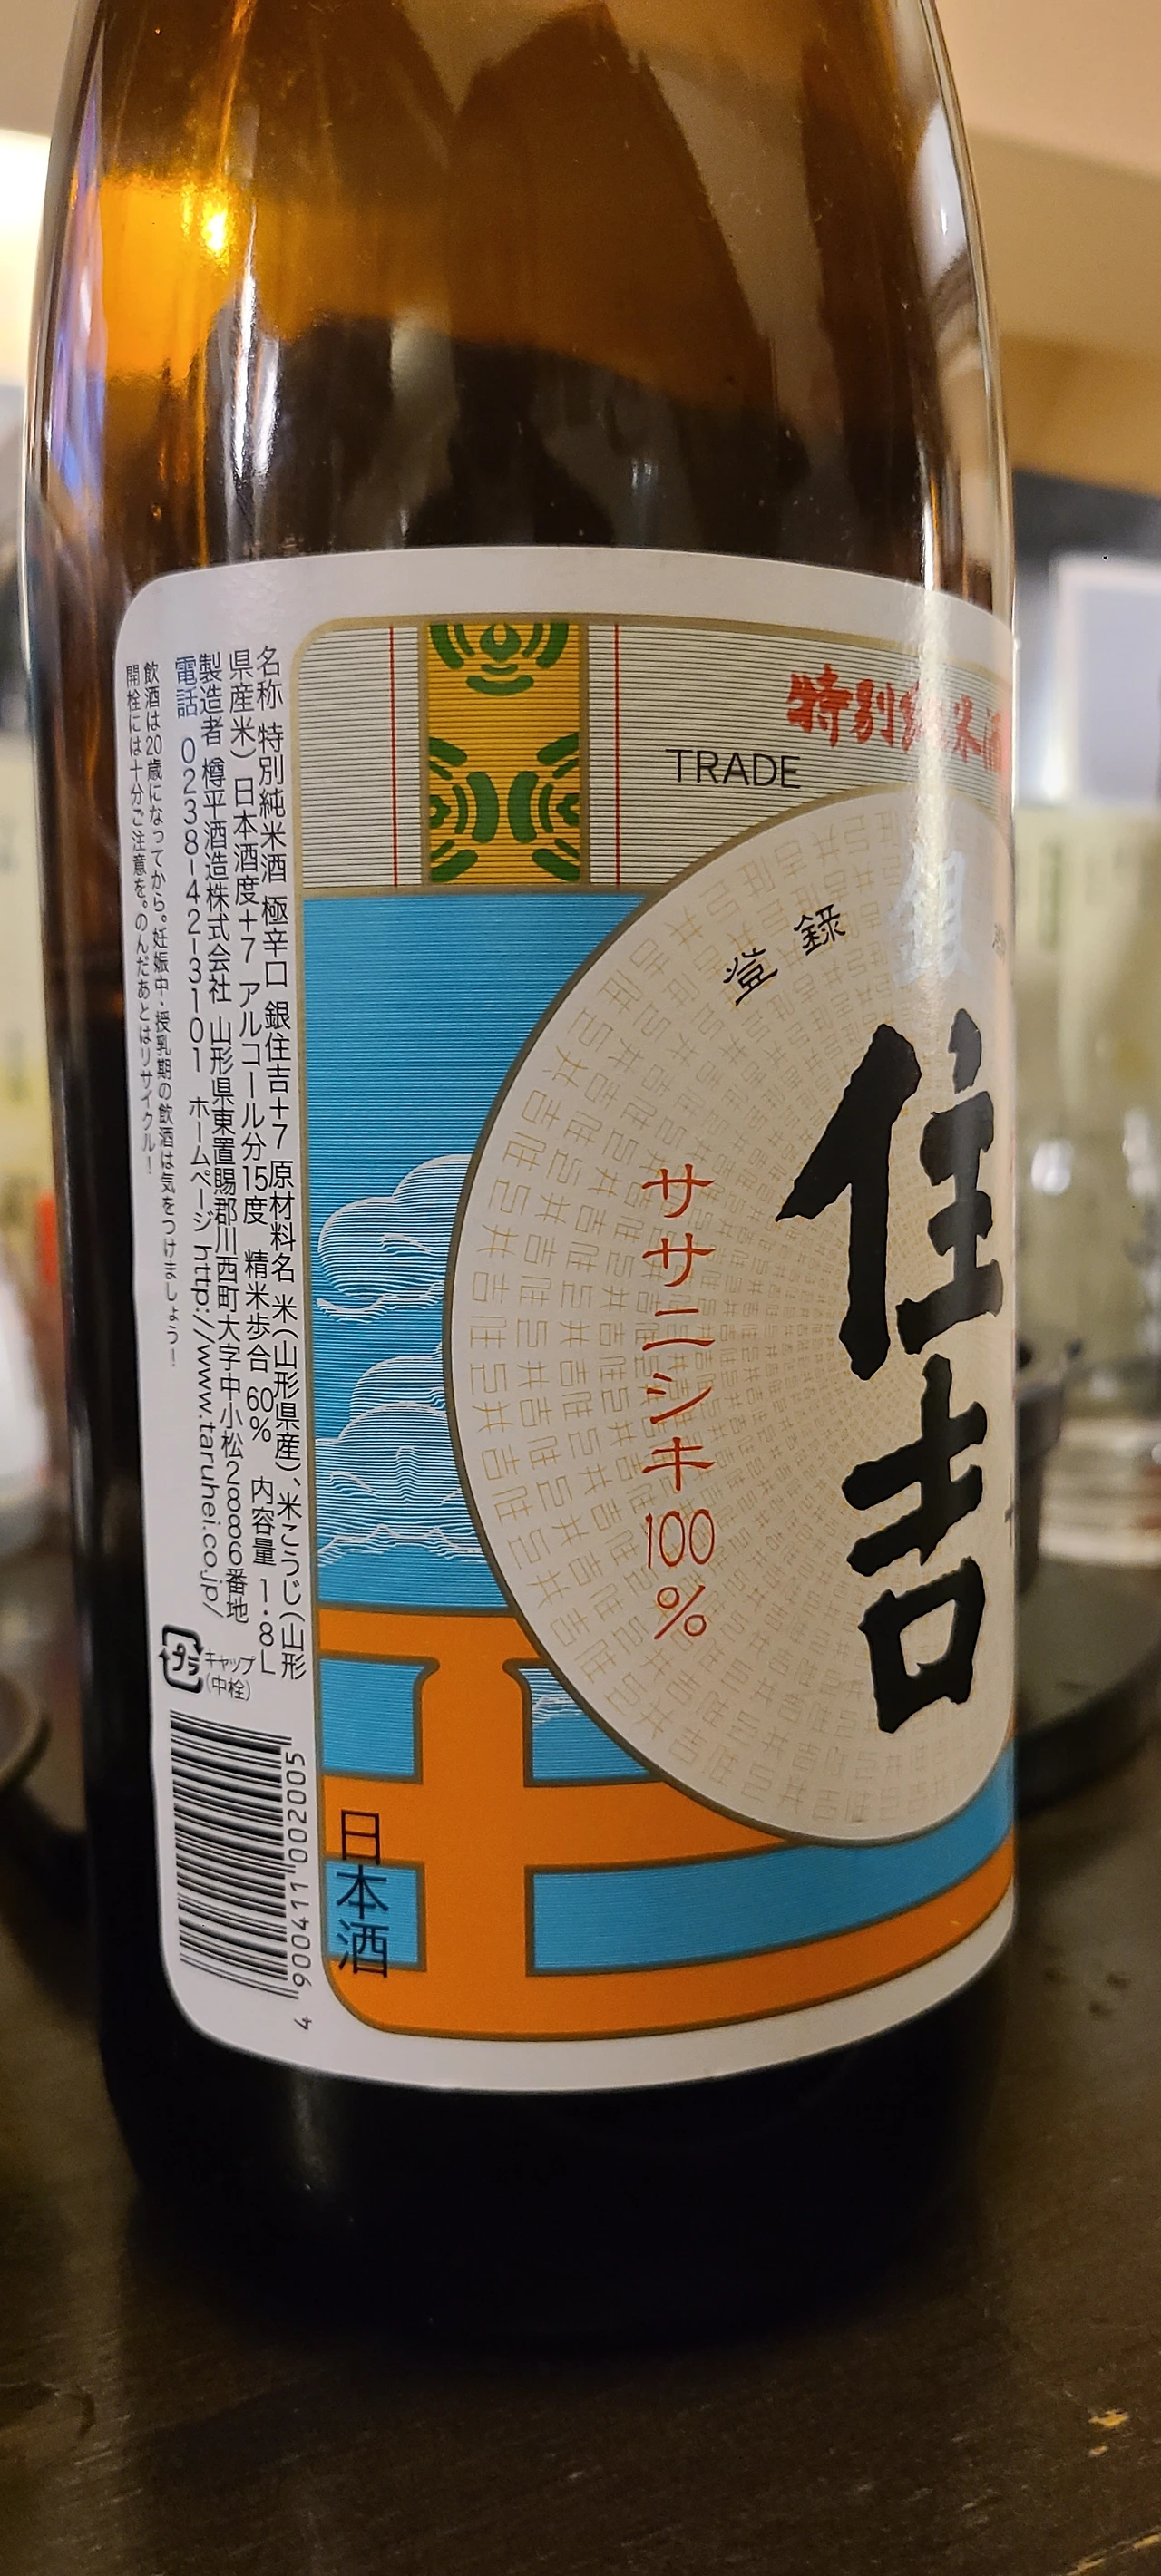 特別純米酒
TRADE
登録
銀
住吉
ササニシキ100%
日本酒
名称 特別純米酒 極辛口 銀住吉+7 原材料名 米(山形県産)、米こうじ(山形
県産米) 日本酒度+7 アルコール分15度 精米歩合 60% 内容量 1.8L
製造者 樽平酒造株式会社 山形県東置賜郡川西町大字中小松2886番地
電話 0238-42-3101 ホームページ http://www.taruhei.co.jp/
飲酒は20歳になってから。妊娠中・授乳期の飲酒は気をつけましょう!
開栓には十分ご注意を。のんだあとはリサイクル!
プラ
キャップ
(中栓)
4 900411 002005